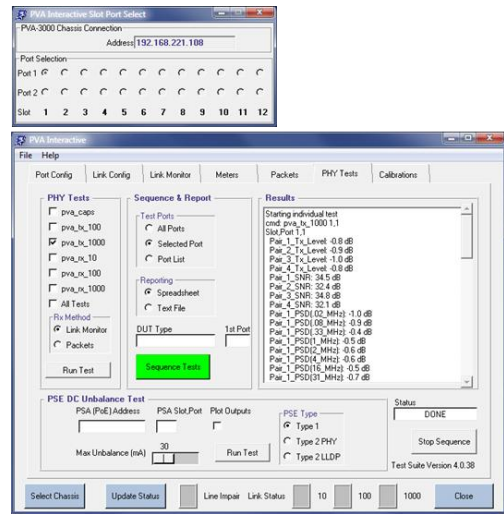 PVA Interactive Slot Port Select
PVA-3000 Chassis Connection
Address 192.168.221.108
Port Selection
Port 1
Port 2
Slot 1 2 3 4 5 6 7 8 9 10 11 12
PVA Interactive
File Help
Port Config Link Config Link Monitor Meters Packets PHY Tests Calibrations
PHY Tests
pva_caps
pva_tx_100
pva_tx_1000
pva_rx_10
pva_rx_100
pva_rx_1000
All Tests
Rx Method
Link Monitor
Packets
Run Test
Sequence & Report
Test Ports
All Ports
Selected Port
Port List
Reporting
Spreadsheet
Text File
DUT Type 1st Port
Sequence Tests
Results
Starting individual test
cmd: pva_tx_1000 1,1
Slot,Port 1,1
Pair_1_Tx_Level: -0.8 dB
Pair_2_Tx_Level: -0.9 dB
Pair_3_Tx_Level: -1.0 dB
Pair_4_Tx_Level: -0.8 dB
Pair_1_SNR: 34.5 dB
Pair_2_SNR: 32.4 dB
Pair_3_SNR: 34.8 dB
Pair_4_SNR: 32.1 dB
Pair_1_PSD(.02_MHz): -1.0 dB
Pair_1_PSD(.08_MHz): -0.9 dB
Pair_1_PSD(.33_MHz): -0.4 dB
Pair_1_PSD(1_MHz): -0.5 dB
Pair_1_PSD(2_MHz): -0.6 dB
Pair_1_PSD(4_MHz): -0.6 dB
Pair_1_PSD(16_MHz): -0.5 dB
Pair_1_PSD(31_MHz): -0.7 dB
PSE DC Unbalance Test
PSA (PoE) Address PSA Slot,Port Plot Outputs
Max Unbalance (mA) 30
Run Test
PSE Type
Type 1
Type 2 PHY
Type 2 LLDP
Status
DONE
Stop Sequence
Test Suite Version 4.0.38
Select Chassis Update Status Line Impair Link Status 10 100 1000 Close